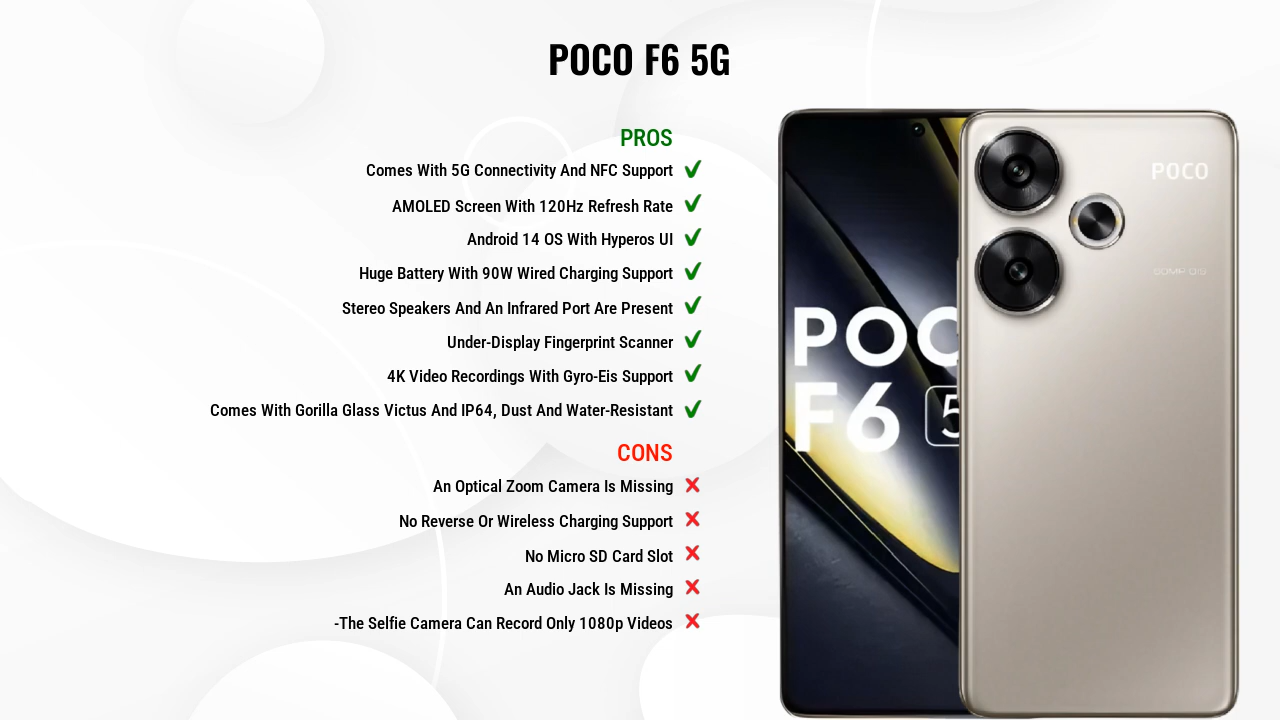 POCO F6 5G
PROS
Comes With 5G Connectivity And NFC Support
AMOLED Screen With 120Hz Refresh Rate
Android 14 OS With Hyperos UI
Huge Battery With 90W Wired Charging Support
Stereo Speakers And An Infrared Port Are Present
Under-Display Fingerprint Scanner
4K Video Recordings With Gyro-Eis Support
Comes With Gorilla Glass Victus And IP64, Dust And Water-Resistant
CONS
An Optical Zoom Camera Is Missing
No Reverse Or Wireless Charging Support
No Micro SD Card Slot
An Audio Jack Is Missing
-The Selfie Camera Can Record Only 1080p Videos
POC
F6 5
POCO
50MP OIS